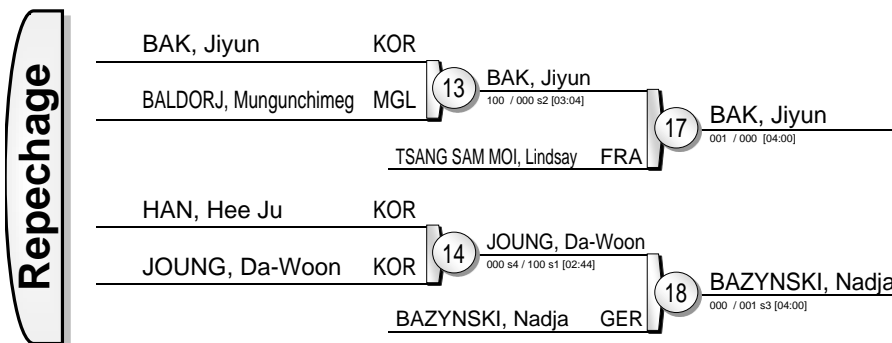 Repechage
BAK, Jiyun KOR
BALDORJ, Mungunchimeg MGL
13
BAK, Jiyun
100 / 000 s2 [03:04]
TSANG SAM MOI, Lindsay FRA
17
BAK, Jiyun
001 / 000 [04:00]
HAN, Hee Ju KOR
JOUNG, Da-Woon KOR
14
JOUNG, Da-Woon
000 s4 / 100 s1 [02:44]
BAZYNSKI, Nadja GER
18
BAZYNSKI, Nadja
000 / 001 s3 [04:00]